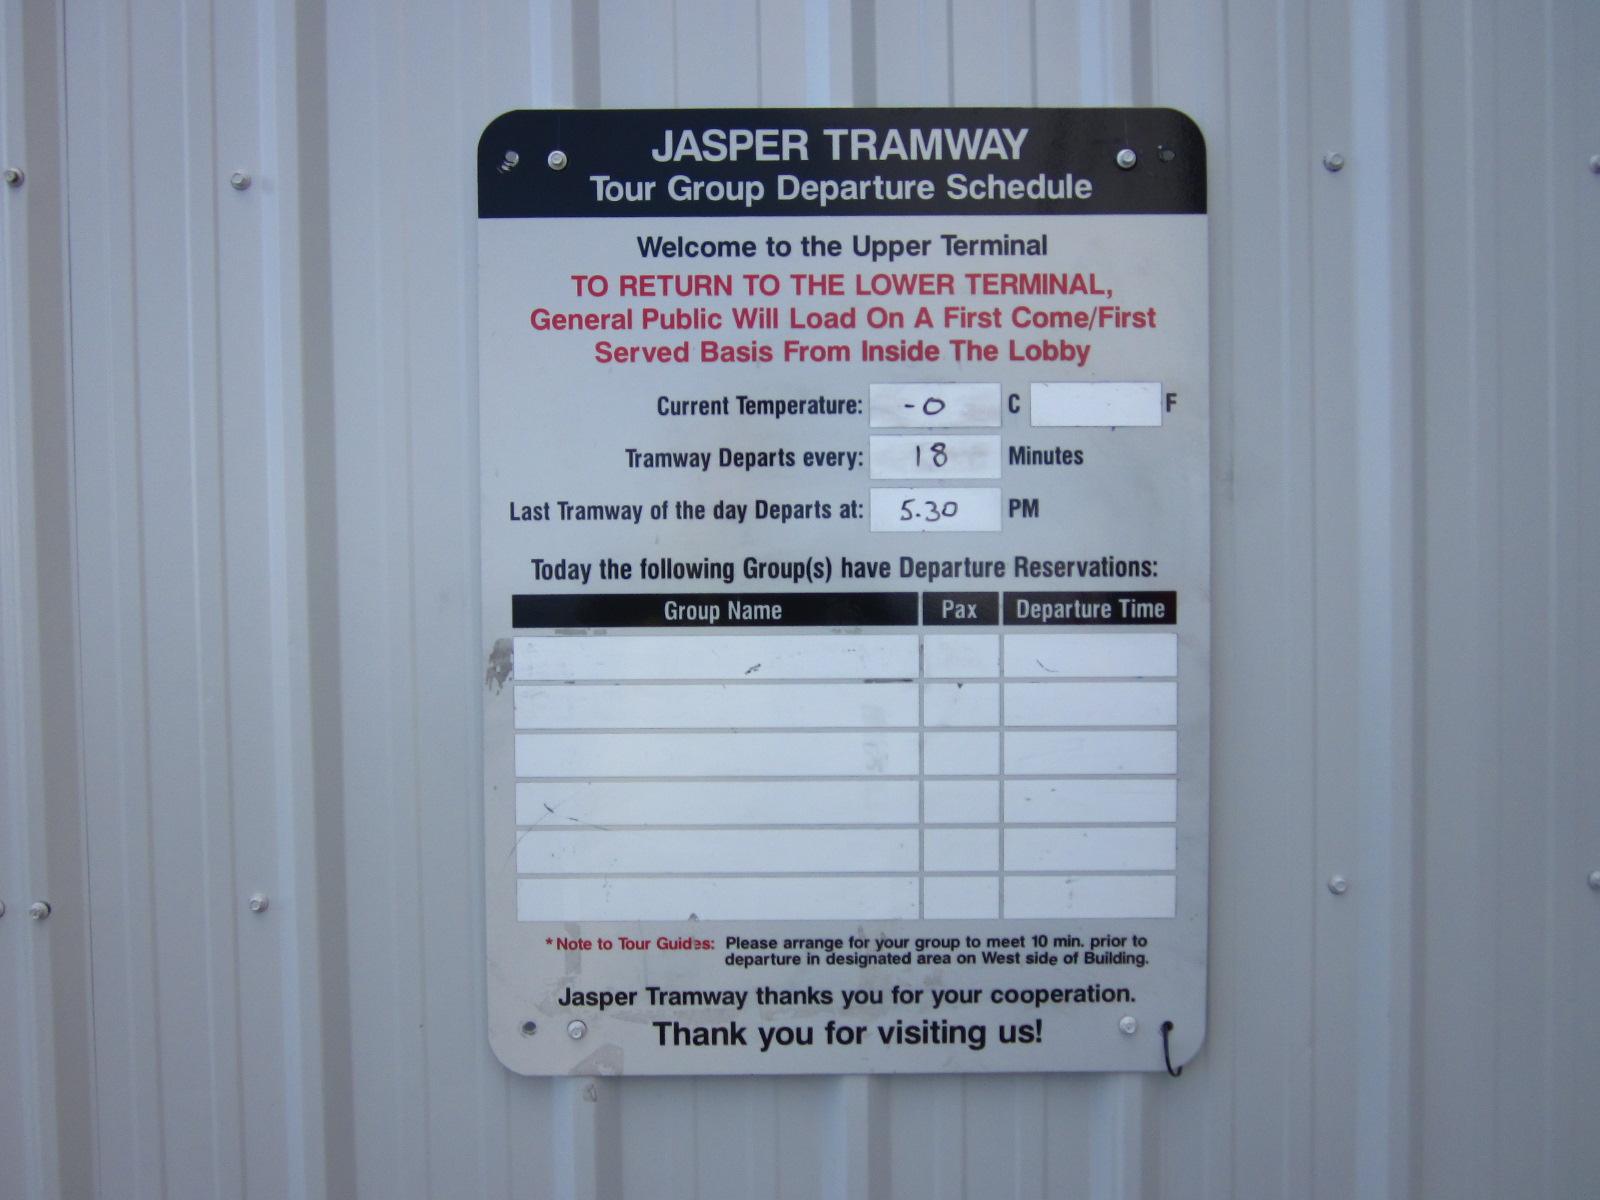 JASPER TRAMWAY
Tour Group Departure Schedule
Welcome to the Upper Terminal
TO RETURN TO THE LOWER TERMINAL,
General Public Will Load On A First Come/First
Served Basis From Inside The Lobby
Current Temperature: -0 C F
Tramway Departs every: 18 Minutes
Last Tramway of the day Departs at: 5.30 PM
Today the following Group(s) have Departure Reservations:
Group Name Pax Departure Time
*Note to Tour Guides: Please arrange for your group to meet 10 min. prior to
departure in designated area on West side of Building.
Jasper Tramway thanks you for your cooperation.
Thank you for visiting us!